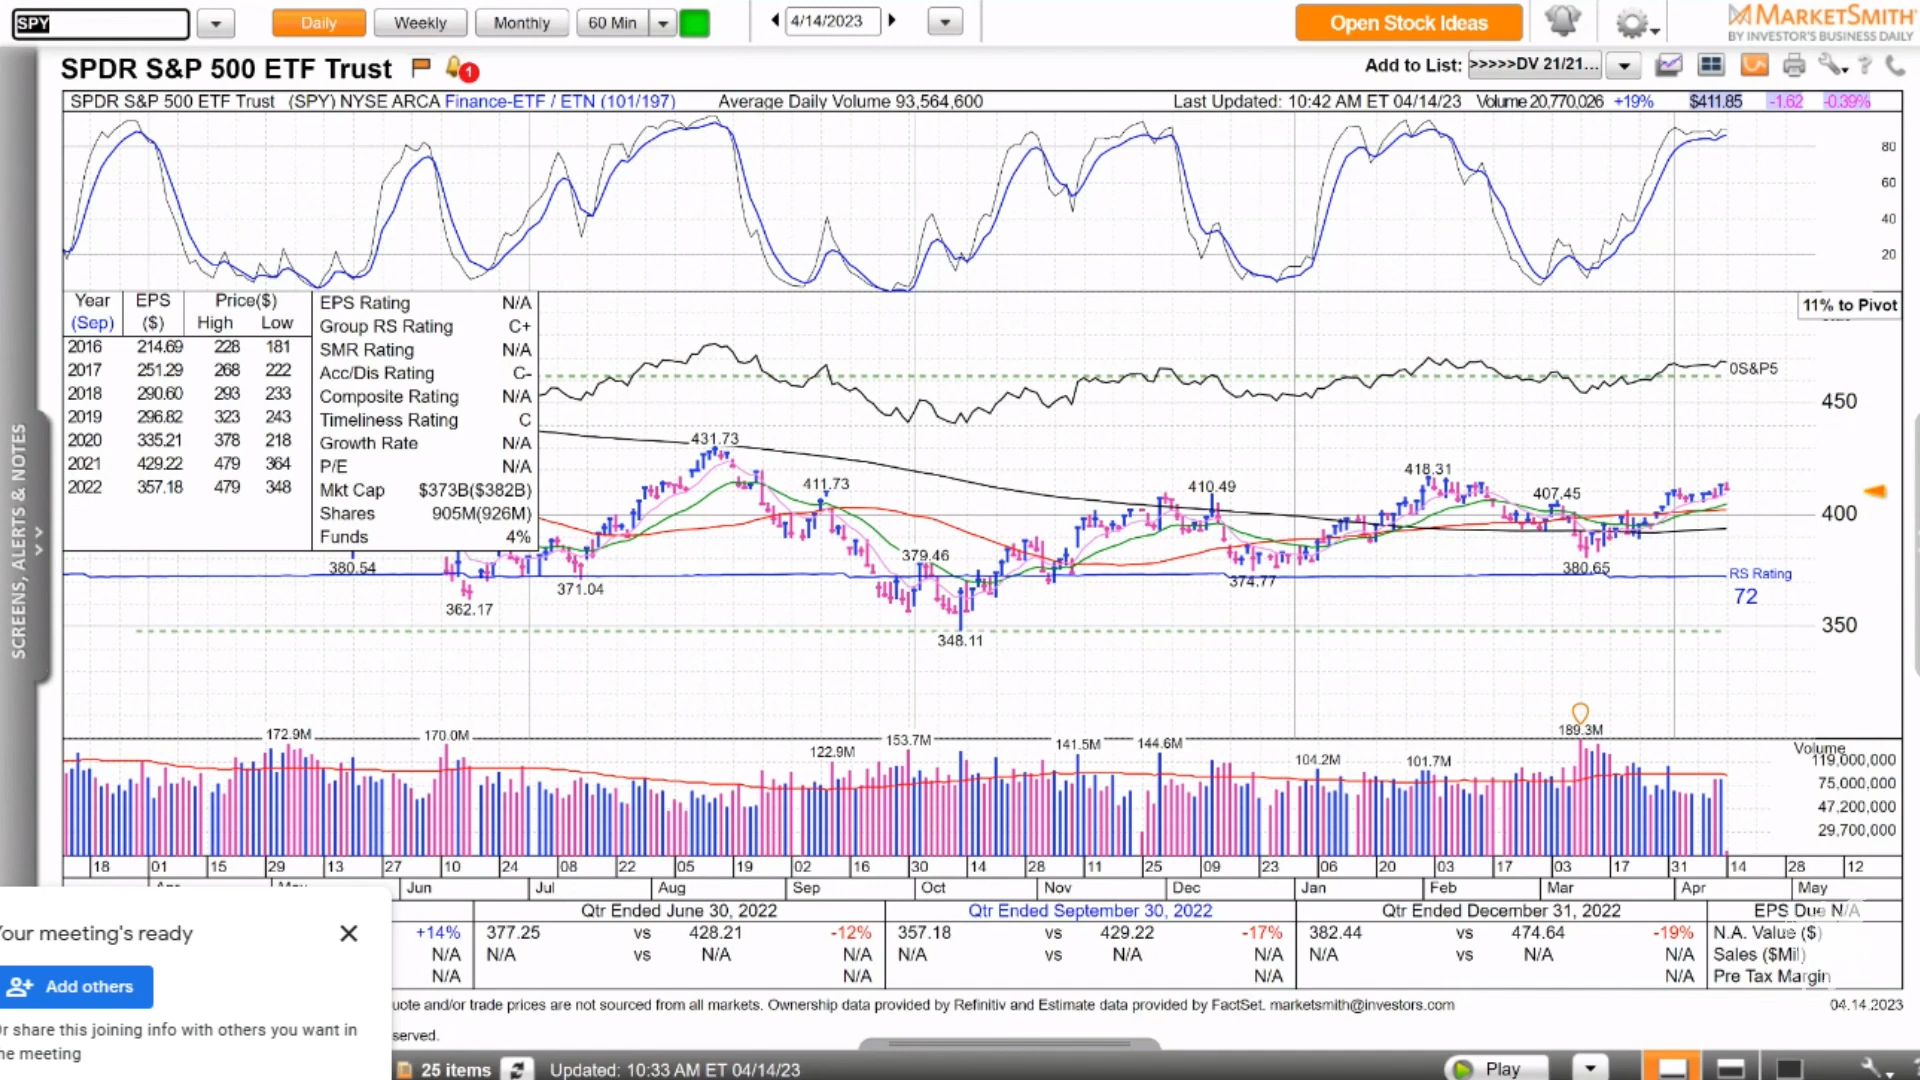 SPY Daily Weekly Monthly 60 Min 4/14/2023 Open Stock Ideas MARKETSMITH
BY INVESTOR'S BUSINESS DAILY
SPDR S&P 500 ETF Trust 1 Add to List: >>>>>DV 21/21...
SPDR S&P 500 ETF Trust (SPY) NYSE ARCA Finance-ETF / ETN (101/197) Average Daily Volume 93,564,600 Last Updated: 10:42 AM ET 04/14/23 Volume 20,770,026 +19% $411.85 -1.62 -0.39%
80
60
40
20
SCREENS, ALERTS & NOTES
Year EPS Price($)
(Sep) ($) High Low
2016 214.69 228 181
2017 251.29 268 222
2018 290.60 293 233
2019 296.82 323 243
2020 335.21 378 218
2021 429.22 479 364
2022 357.18 479 348
EPS Rating N/A
Group RS Rating C+
SMR Rating N/A
Acc/Dis Rating C-
Composite Rating N/A
Timeliness Rating C
Growth Rate N/A
P/E N/A
Mkt Cap $373B($382B)
Shares 905M(926M)
Funds 4%
11% to Pivot
0S&P5
450
431.73
418.31
411.73 410.49 407.45
400
379.46
380.54 371.04 374.77 380.65
RS Rating
72
362.17
350
348.11
189.3M
172.9M 170.0M 153.7M 141.5M 144.6M
122.9M 104.2M 101.7M
Volume
119,000,000
75,000,000
47,200,000
29,700,000
18 01 15 29 13 27 10 24 08 22 05 19 02 16 30 14 28 11 25 09 23 06 20 03 17 03 17 31 14 28 12
Jun Jul Aug Sep Oct Nov Dec Jan Feb Mar Apr May
Qtr Ended June 30, 2022 Qtr Ended September 30, 2022 Qtr Ended December 31, 2022 EPS Due N/A
+14% 377.25 vs 428.21 -12% 357.18 vs 429.22 -17% 382.44 vs 474.64 -19% N.A. Value ($)
N/A N/A vs N/A N/A N/A vs N/A N/A N/A vs N/A N/A Sales ($Mil)
N/A N/A N/A N/A Pre Tax Margin
our meeting's ready
Add others
r share this joining info with others you want in
he meeting
uote and/or trade prices are not sourced from all markets. Ownership data provided by Refinitiv and Estimate data provided by FactSet. marketsmith@investors.com 04.14.2023
served.
25 items Updated: 10:33 AM ET 04/14/23 Play